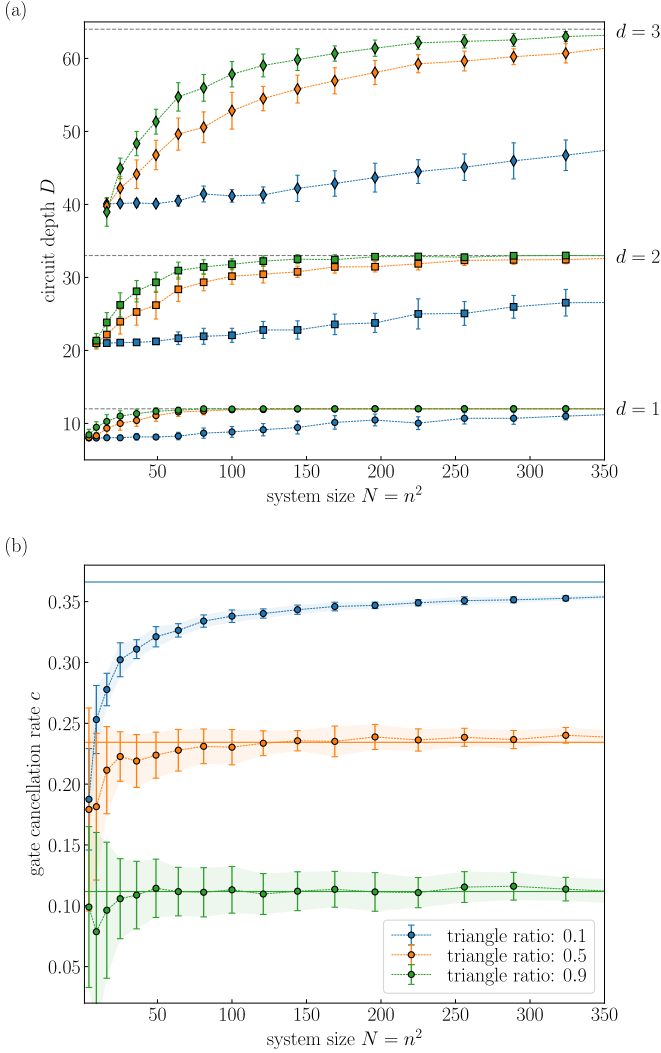 (a)
60
50
40
30
20
10
circuit depth D
d = 3
d = 2
d = 1
50 100 150 200 250 300 350
system size N = n²
(b)
0.35
0.30
0.25
0.20
0.15
0.10
0.05
gate cancellation rate c
triangle ratio: 0.1
triangle ratio: 0.5
triangle ratio: 0.9
50 100 150 200 250 300 350
system size N = n²